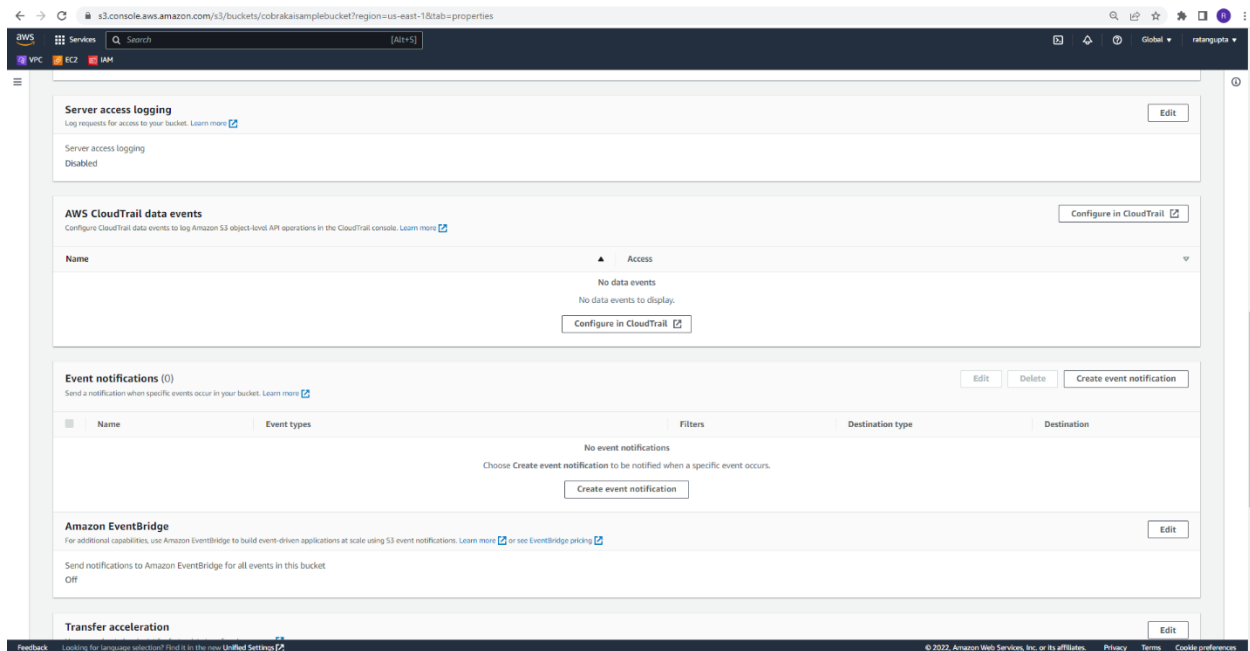 s3.console.aws.amazon.com/s3/buckets/cobrakaisamplebucket?region=us-east-1&tab=properties
R
aws Services Search [Alt+S] Global ratangupta
VPC EC2 IAM
Server access logging Edit
Log requests for access to your bucket. Learn more
Server access logging
Disabled
AWS CloudTrail data events Configure in CloudTrail
Configure CloudTrail data events to log Amazon S3 object-level API operations in the CloudTrail console. Learn more
Name Access
No data events
No data events to display.
Configure in CloudTrail
Event notifications (0) Edit Delete Create event notification
Send a notification when specific events occur in your bucket. Learn more
Name Event types Filters Destination type Destination
No event notifications
Choose Create event notification to be notified when a specific event occurs.
Create event notification
Amazon EventBridge Edit
For additional capabilities, use Amazon EventBridge to build event-driven applications at scale using S3 event notifications. Learn more or see EventBridge pricing
Send notifications to Amazon EventBridge for all events in this bucket
Off
Transfer acceleration Edit
Feedback Looking for language selection? Find it in the new Unified Settings © 2022, Amazon Web Services, Inc. or its affiliates. Privacy Terms Cookie preferences